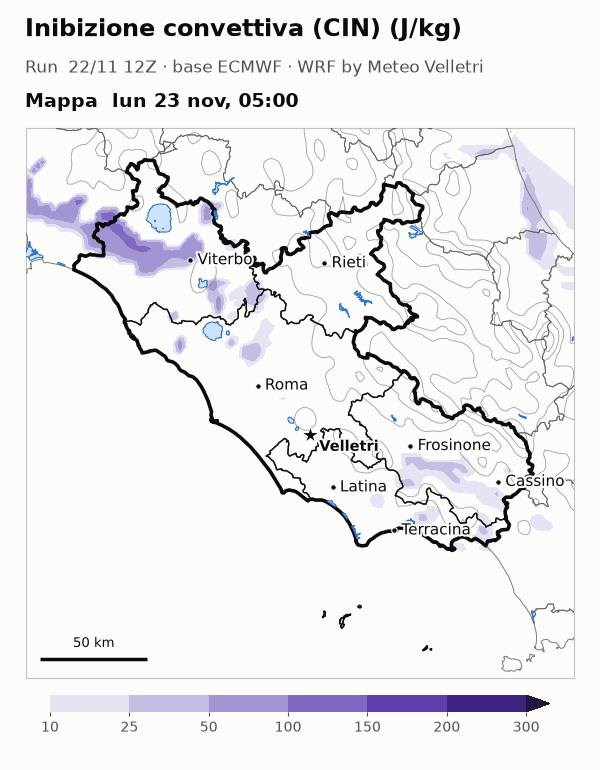 Inibizione convettiva (CIN) (J/kg)
Run  22/11 12Z · base ECMWF · WRF by Meteo Velletri
Mappa  lun 23 nov, 05:00
Viterbo
Rieti
Roma
Velletri
Frosinone
Cassino
Latina
Terracina
50 km
10 25 50 100 150 200 300